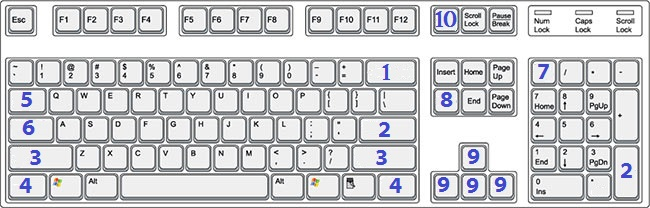 Esc F1 F2 F3 F4 F5 F6 F7 F8 F9 F10 F11 F12 10 Scroll Pause Num Caps Scroll
Lock Break Lock Lock Lock
~ ! @ # $ % ^ & * ( ) _ + 1 Insert Home Page 7 / * -
` 1 2 3 4 5 6 7 8 9 0 - = Up
5 Q W E R T Y U I O P { } | 8 End Page 7 8 9 +
[ ] \ Down Home ↑ PgUp
6 A S D F G H J K L : " 2 4 5 6
; ' ← →
3 Z X C V B N M < > ? 3 9 1 2 3 2
, . / End ↓ PgDn
4 Alt Alt 4 9 9 9 0 .
Ins